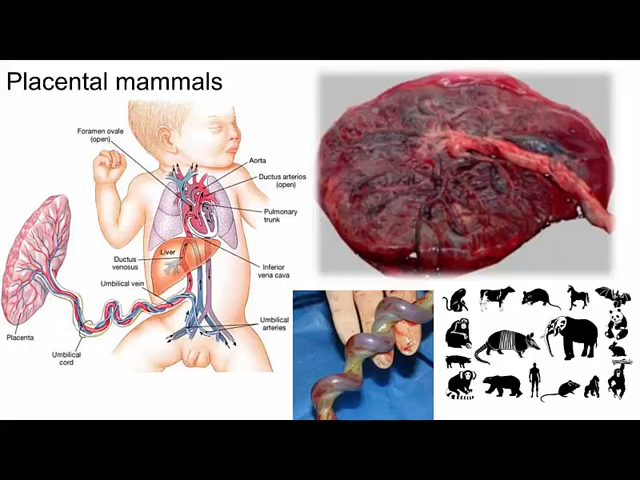 Placental mammals
Foramen ovale
(open)
Aorta
Ductus arterios
(open)
Pulmonary
trunk
Liver
Ductus
venosus
Inferior
vena cava
Umbilical vein
Umbilical
arteries
Placenta
Umbilical
cord